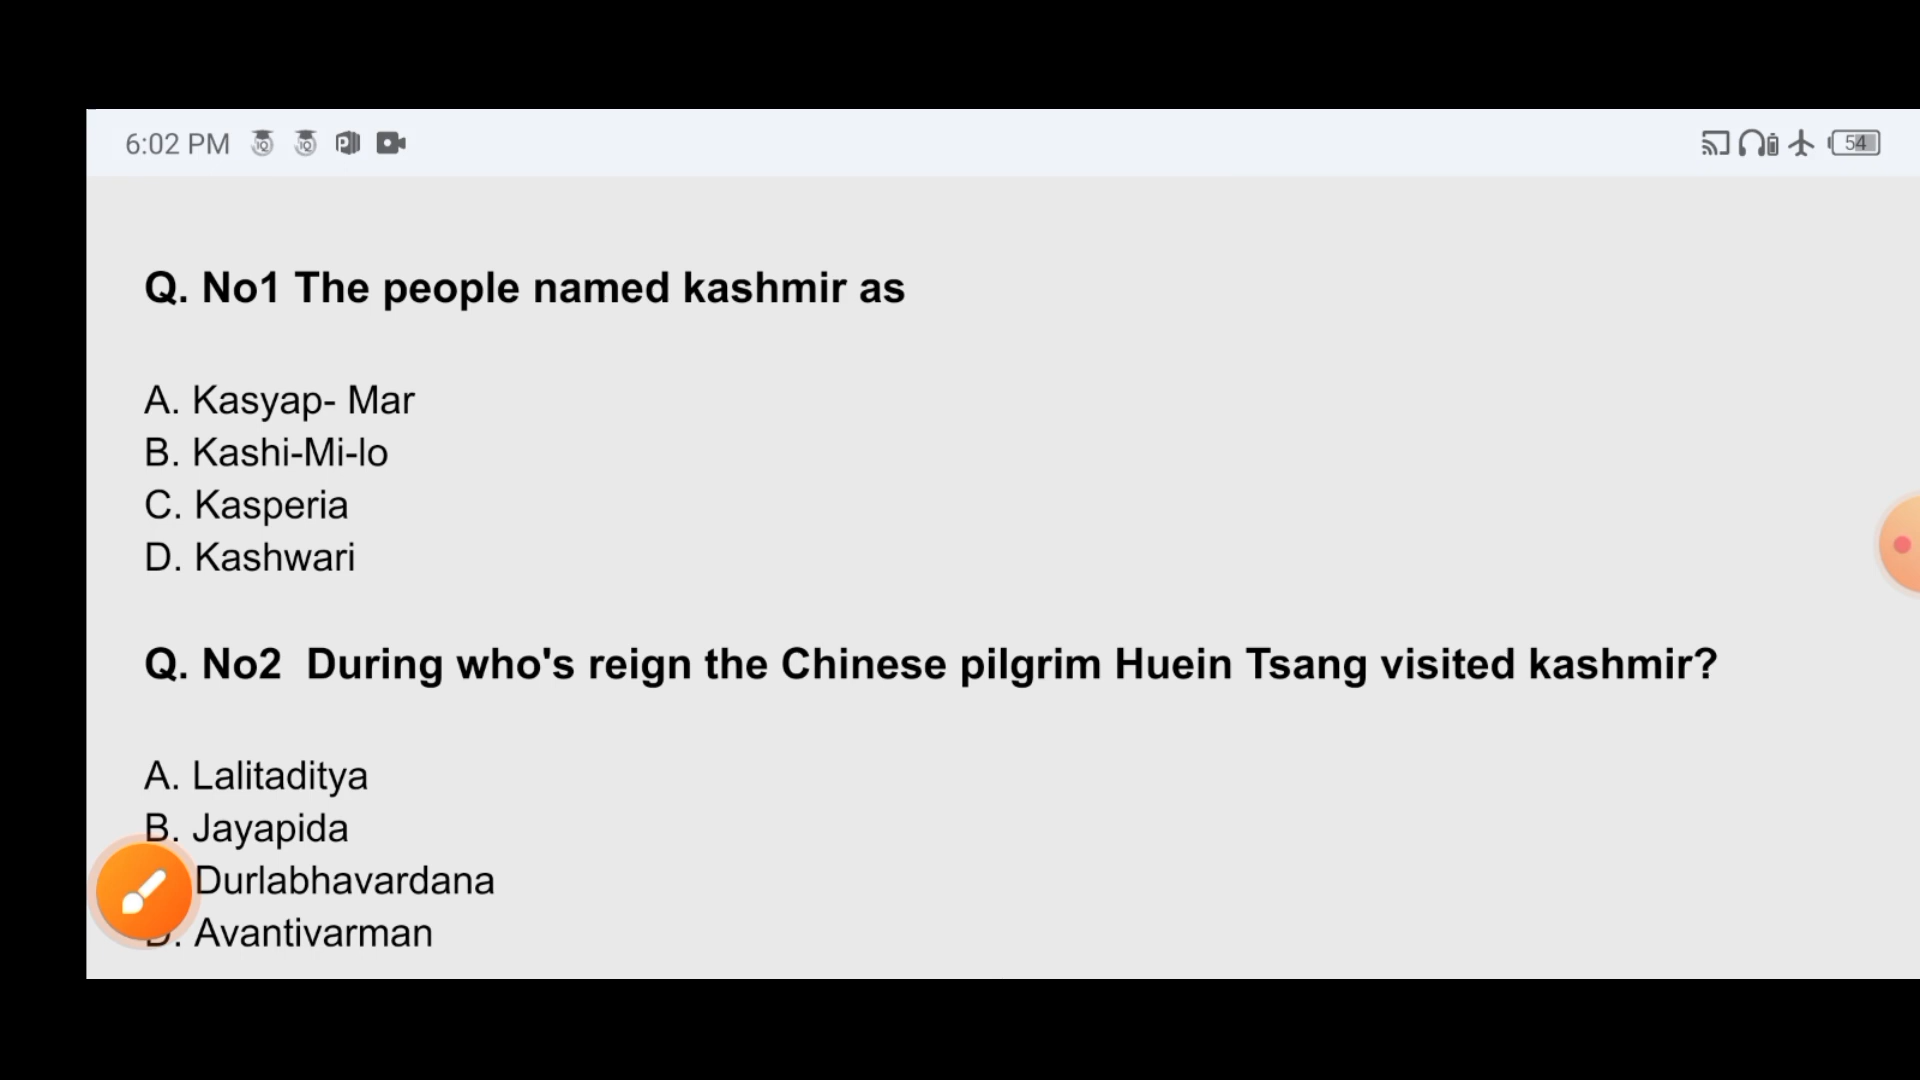 6:02 PM
54
Q. No1 The people named kashmir as
A. Kasyap- Mar
B. Kashi-Mi-lo
C. Kasperia
D. Kashwari
Q. No2 During who's reign the Chinese pilgrim Huein Tsang visited kashmir?
A. Lalitaditya
B. Jayapida
Durlabhavardana
D. Avantivarman